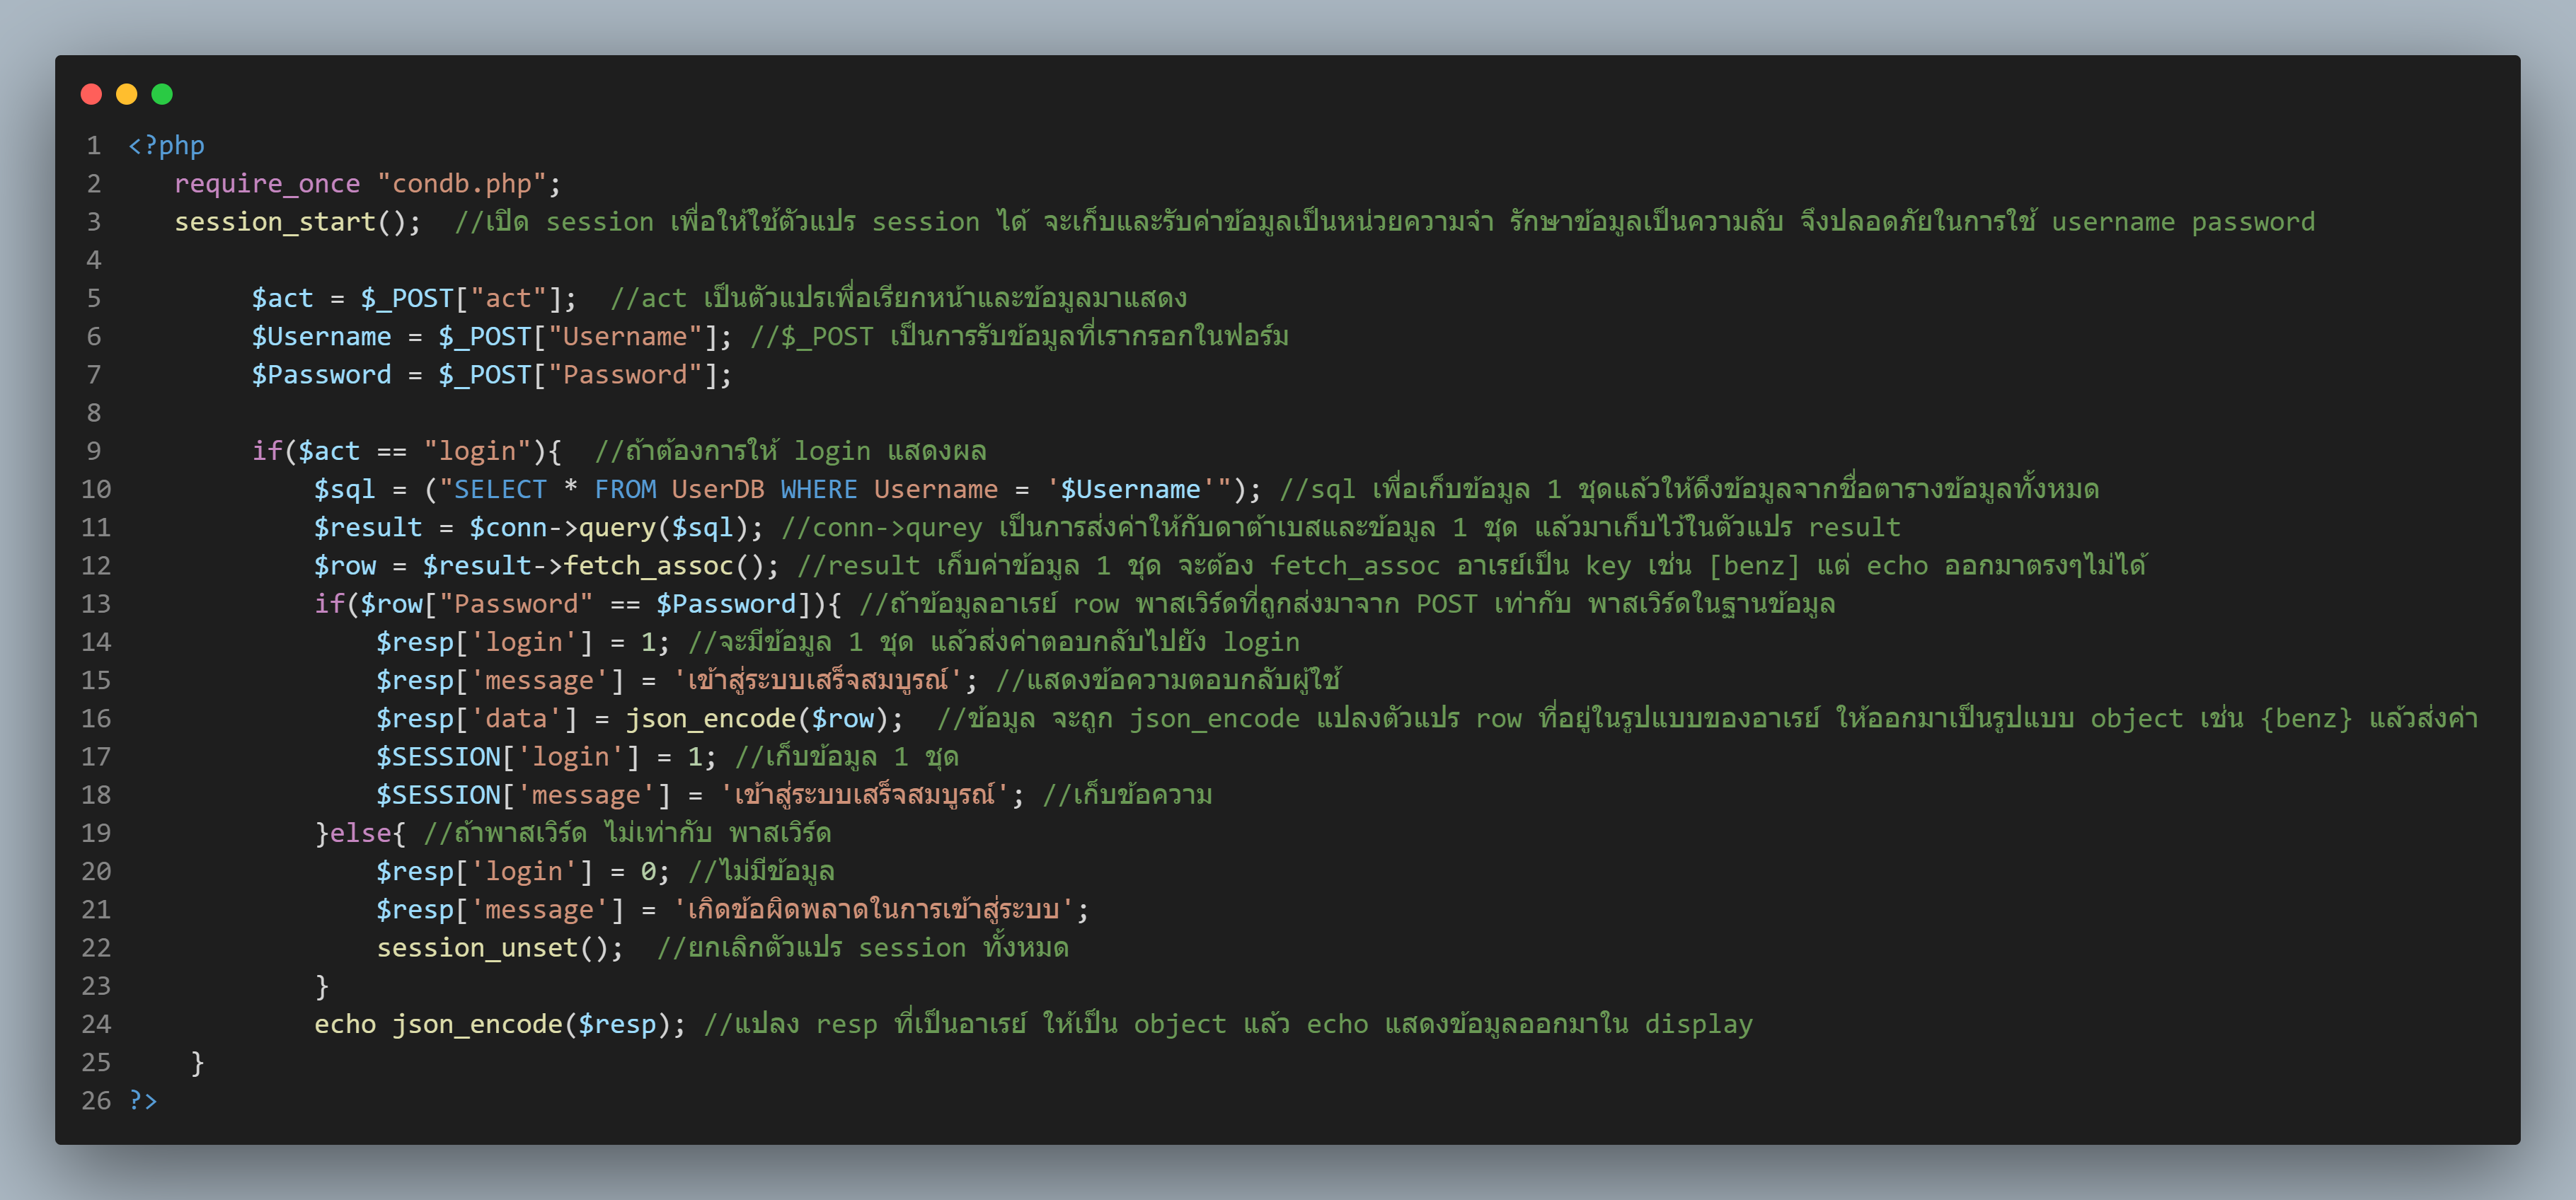 1 <?php
2 require_once "condb.php";
3 session_start();  //เปิด session เพื่อให้ใช้ตัวแปร session ได้ จะเก็บและรับค่าข้อมูลเป็นหน่วยความจำ รักษาข้อมูลเป็นความลับ จึงปลอดภัยในการใช้ username password
4
5 $act = $_POST["act"];  //act เป็นตัวแปรเพื่อเรียกหน้าและข้อมูลมาแสดง
6 $Username = $_POST["Username"]; //$_POST เป็นการรับข้อมูลที่เรากรอกในฟอร์ม
7 $Password = $_POST["Password"];
8
9 if($act == "login"){  //ถ้าต้องการให้ login แสดงผล
10 $sql = ("SELECT * FROM UserDB WHERE Username = '$Username'"); //sql เพื่อเก็บข้อมูล 1 ชุดแล้วให้ดึงข้อมูลจากชื่อตารางข้อมูลทั้งหมด
11 $result = $conn->query($sql); //conn->qurey เป็นการส่งค่าให้กับดาต้าเบสและข้อมูล 1 ชุด แล้วมาเก็บไว้ในตัวแปร result
12 $row = $result->fetch_assoc(); //result เก็บค่าข้อมูล 1 ชุด จะต้อง fetch_assoc อาเรย์เป็น key เช่น [benz] แต่ echo ออกมาตรงๆไม่ได้
13 if($row["Password" == $Password]){ //ถ้าข้อมูลอาเรย์ row พาสเวิร์ดที่ถูกส่งมาจาก POST เท่ากับ พาสเวิร์ดในฐานข้อมูล
14 $resp['login'] = 1; //จะมีข้อมูล 1 ชุด แล้วส่งค่าตอบกลับไปยัง login
15 $resp['message'] = 'เข้าสู่ระบบเสร็จสมบูรณ์'; //แสดงข้อความตอบกลับผู้ใช้
16 $resp['data'] = json_encode($row);  //ข้อมูล จะถูก json_encode แปลงตัวแปร row ที่อยู่ในรูปแบบของอาเรย์ ให้ออกมาเป็นรูปแบบ object เช่น {benz} แล้วส่งค่า
17 $SESSION['login'] = 1; //เก็บข้อมูล 1 ชุด
18 $SESSION['message'] = 'เข้าสู่ระบบเสร็จสมบูรณ์'; //เก็บข้อความ
19 }else{ //ถ้าพาสเวิร์ด ไม่เท่ากับ พาสเวิร์ด
20 $resp['login'] = 0; //ไม่มีข้อมูล
21 $resp['message'] = 'เกิดข้อผิดพลาดในการเข้าสู่ระบบ';
22 session_unset();  //ยกเลิกตัวแปร session ทั้งหมด
23 }
24 echo json_encode($resp); //แปลง resp ที่เป็นอาเรย์ ให้เป็น object แล้ว echo แสดงข้อมูลออกมาใน display
25 }
26 ?>